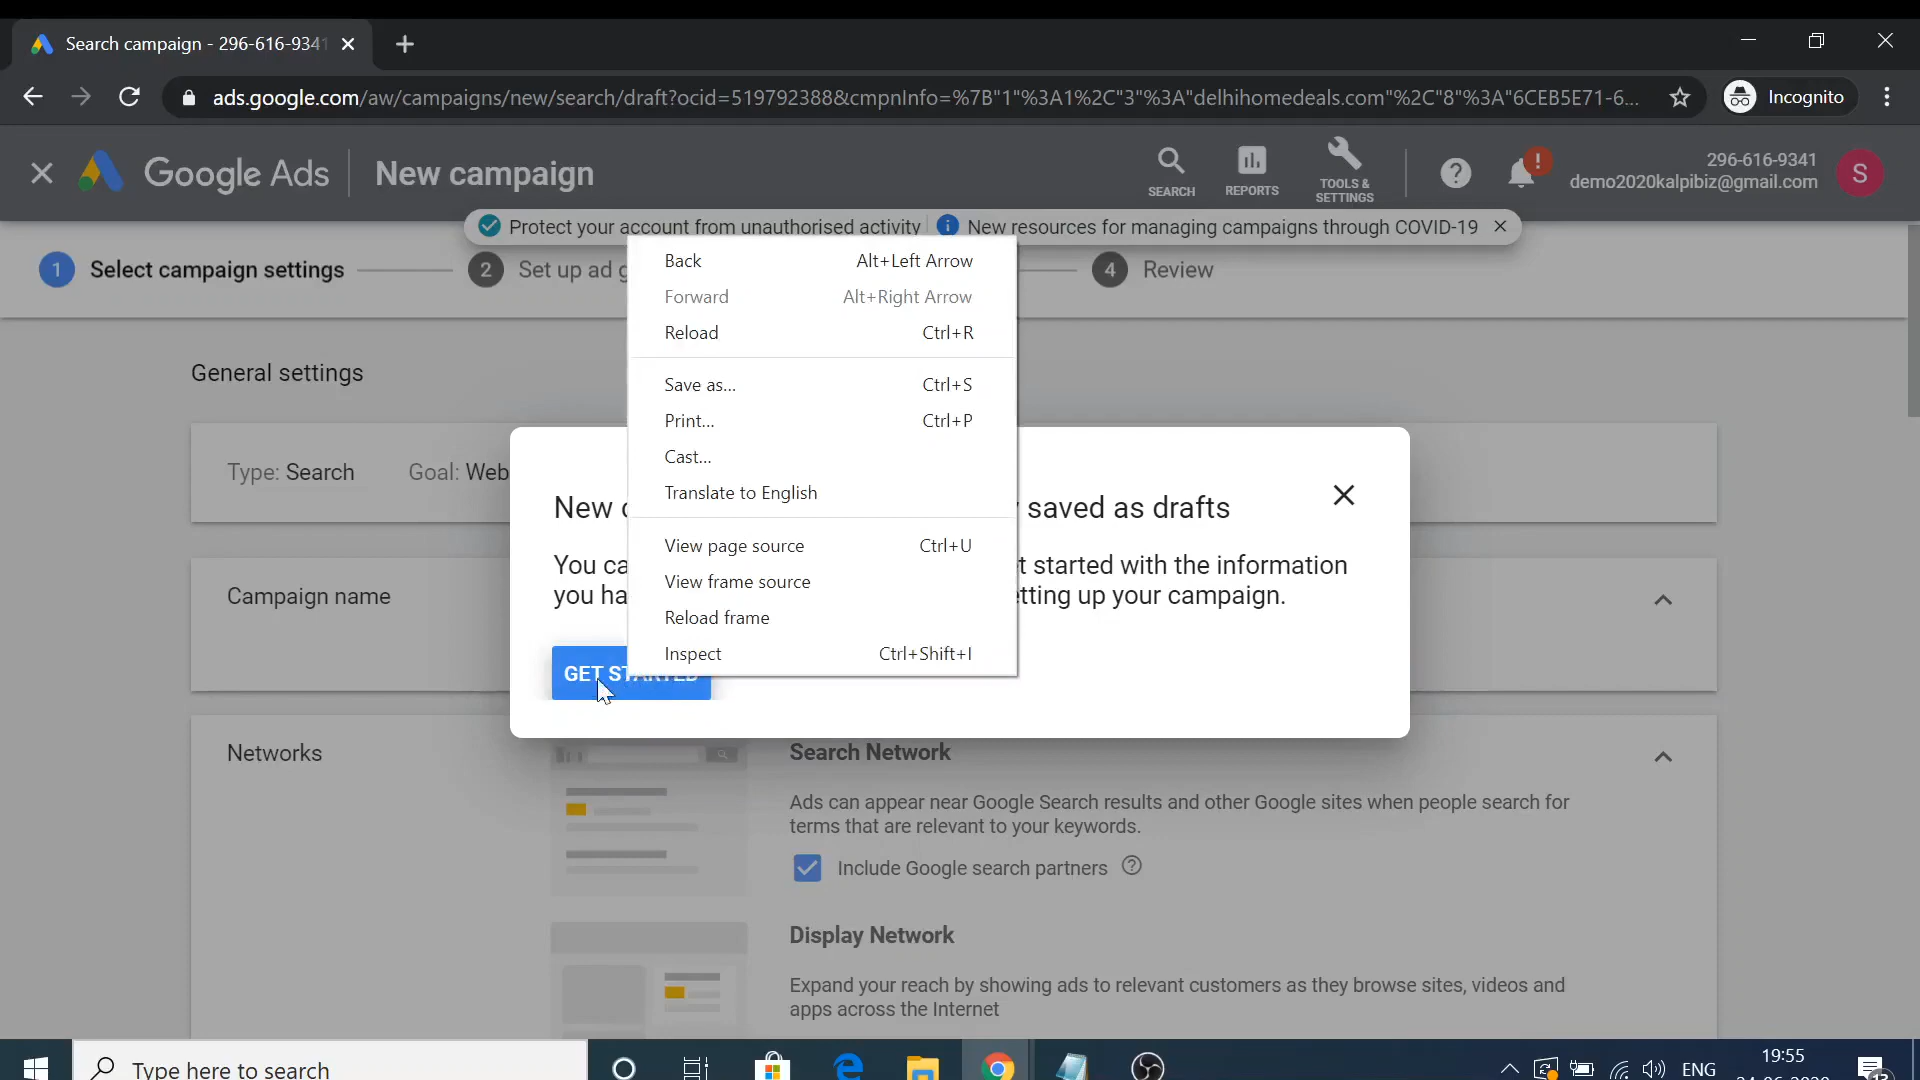 Search campaign - 296-616-9341
ads.google.com/aw/campaigns/new/search/draft?ocid=519792388&cmpnInfo=%7B"1"%3A1%2C"3"%3A"delhihomedeals.com"%2C"8"%3A"6CEB5E71-6...
Incognito
Google Ads
New campaign
SEARCH
REPORTS
TOOLS &
SETTINGS
296-616-9341
demo2020kalpibiz@gmail.com
S
Protect your account from unauthorised activity
New resources for managing campaigns through COVID-19
1 Select campaign settings
2 Set up ad g
4 Review
Back Alt+Left Arrow
Forward Alt+Right Arrow
Reload Ctrl+R
Save as... Ctrl+S
Print... Ctrl+P
Cast...
Translate to English
View page source Ctrl+U
View frame source
Reload frame
Inspect Ctrl+Shift+I
General settings
Type: Search Goal: Web
New saved as drafts
You ca t started with the information
you ha etting up your campaign.
GET STARTED
Campaign name
Networks
Search Network
Ads can appear near Google Search results and other Google sites when people search for
terms that are relevant to your keywords.
Include Google search partners
Display Network
Expand your reach by showing ads to relevant customers as they browse sites, videos and
apps across the Internet
Type here to search
ENG
19:55